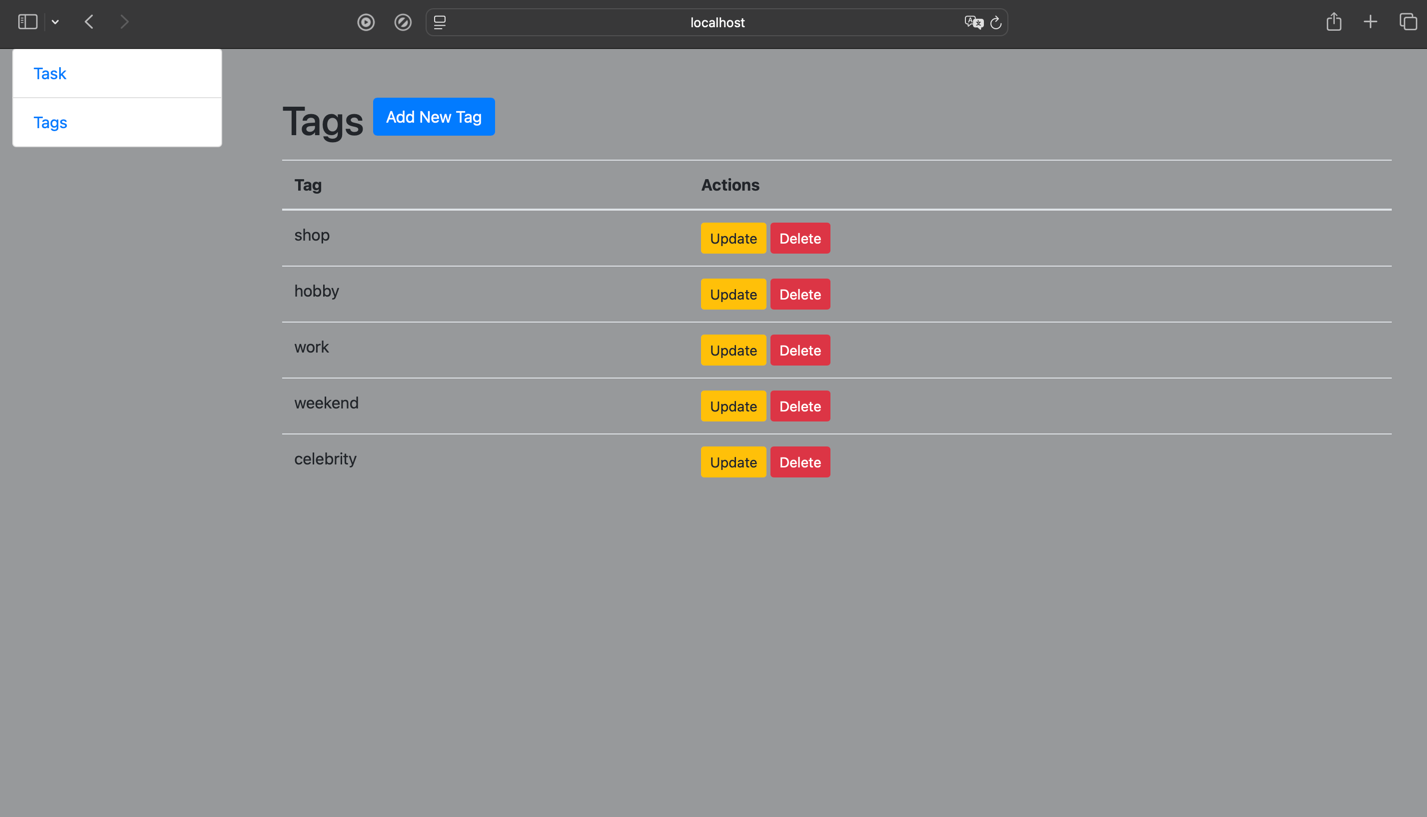 localhost
Task
Tags
Tags Add New Tag
Tag Actions
shop Update Delete
hobby Update Delete
work Update Delete
weekend Update Delete
celebrity Update Delete